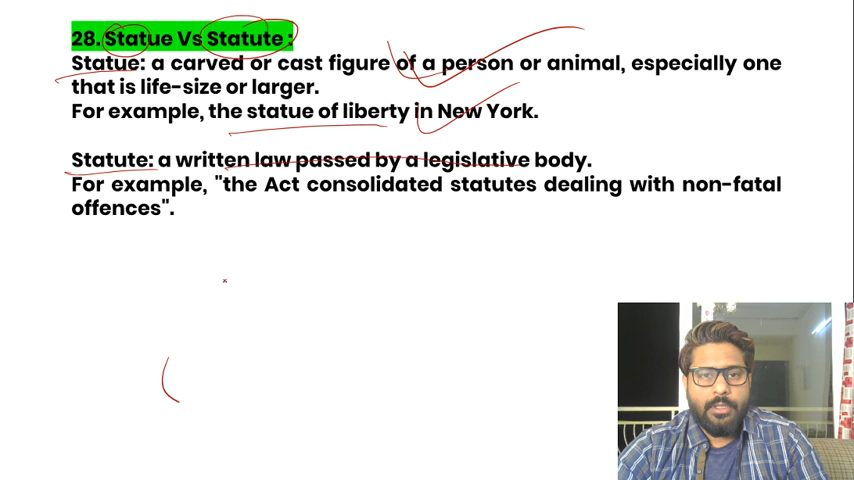 28. Statue Vs Statute :
Statue: a carved or cast figure of a person or animal, especially one
that is life-size or larger.
For example, the statue of liberty in New York.
Statute: a written law passed by a legislative body.
For example, "the Act consolidated statutes dealing with non-fatal
offences".